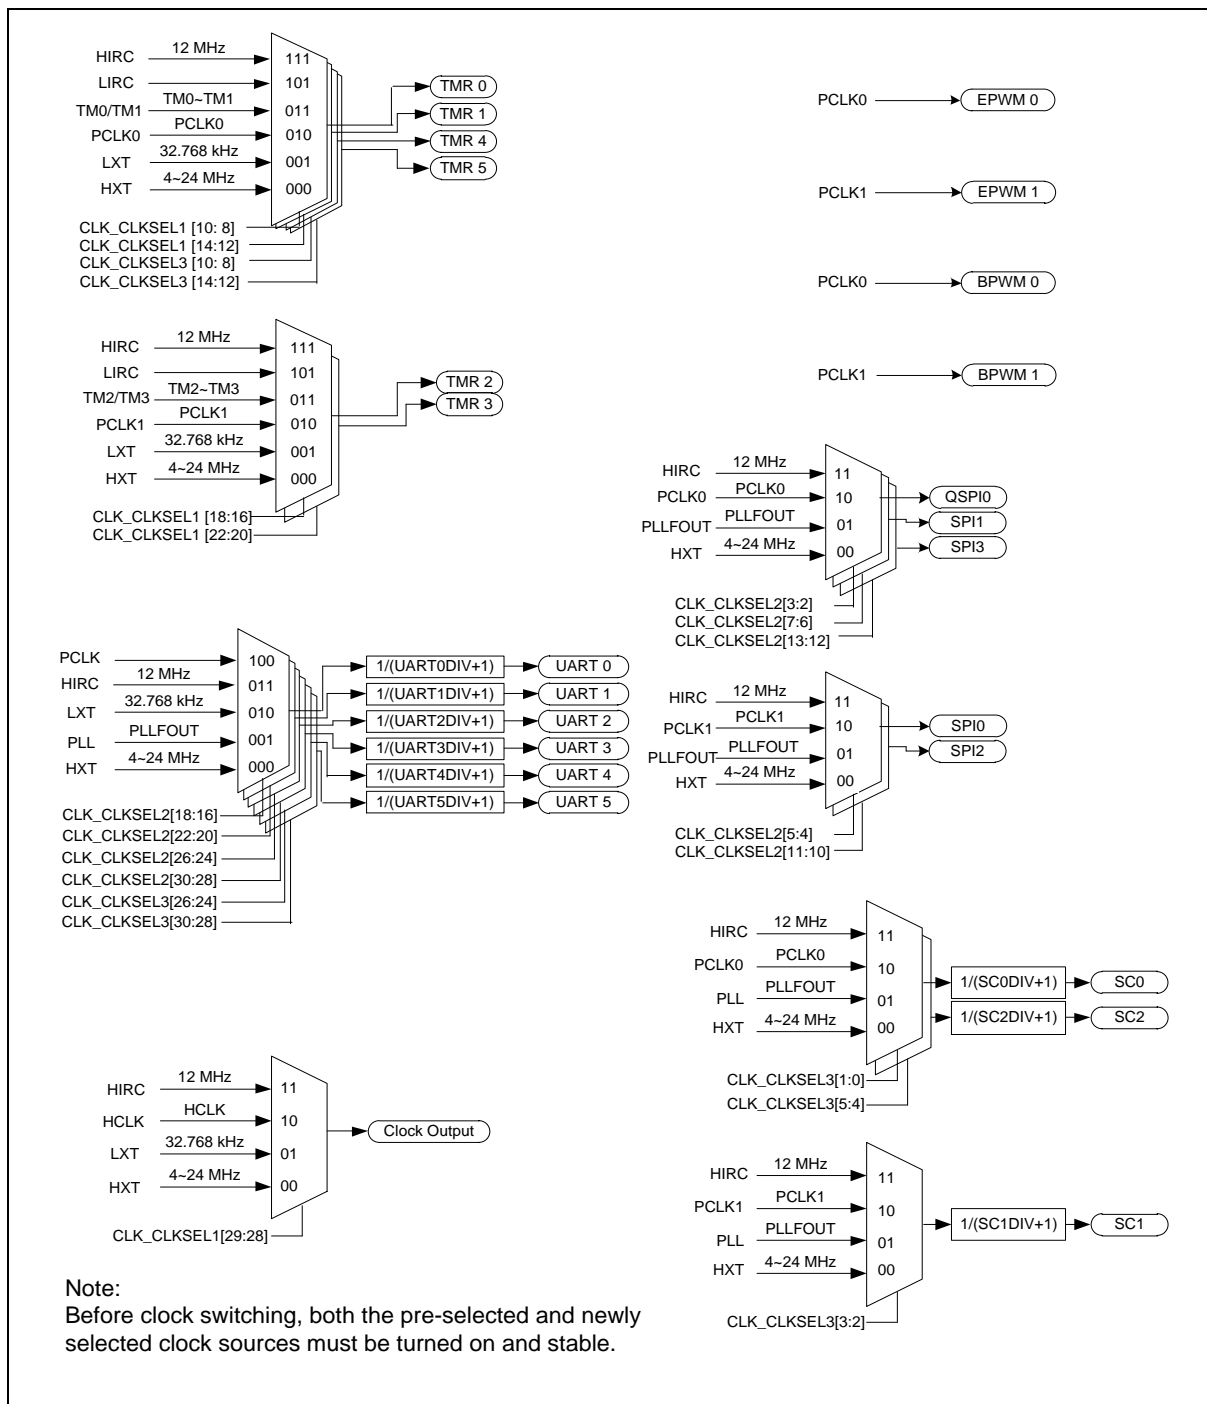 HIRC 12 MHz 111
LIRC 101
TM0/TM1 TM0~TM1 011
PCLK0 PCLK0 010
LXT 32.768 kHz 001
HXT 4~24 MHz 000
TMR 0
TMR 1
TMR 4
TMR 5
CLK_CLKSEL1 [10: 8]
CLK_CLKSEL1 [14:12]
CLK_CLKSEL3 [10: 8]
CLK_CLKSEL3 [14:12]
HIRC 12 MHz 111
LIRC 101
TM2/TM3 TM2~TM3 011
PCLK1 PCLK1 010
LXT 32.768 kHz 001
HXT 4~24 MHz 000
TMR 2
TMR 3
CLK_CLKSEL1 [18:16]
CLK_CLKSEL1 [22:20]
PCLK 100
HIRC 12 MHz 011
LXT 32.768 kHz 010
PLL PLLFOUT 001
HXT 4~24 MHz 000
1/(UART0DIV+1) UART 0
1/(UART1DIV+1) UART 1
1/(UART2DIV+1) UART 2
1/(UART3DIV+1) UART 3
1/(UART4DIV+1) UART 4
1/(UART5DIV+1) UART 5
CLK_CLKSEL2[18:16]
CLK_CLKSEL2[22:20]
CLK_CLKSEL2[26:24]
CLK_CLKSEL2[30:28]
CLK_CLKSEL3[26:24]
CLK_CLKSEL3[30:28]
HIRC 12 MHz 11
HCLK HCLK 10
LXT 32.768 kHz 01
HXT 4~24 MHz 00
Clock Output
CLK_CLKSEL1[29:28]
Note:
Before clock switching, both the pre-selected and newly
selected clock sources must be turned on and stable.
PCLK0 EPWM 0
PCLK1 EPWM 1
PCLK0 BPWM 0
PCLK1 BPWM 1
HIRC 12 MHz 11
PCLK0 PCLK0 10
PLLFOUT PLLFOUT 01
HXT 4~24 MHz 00
QSPI0
SPI1
SPI3
CLK_CLKSEL2[3:2]
CLK_CLKSEL2[7:6]
CLK_CLKSEL2[13:12]
HIRC 12 MHz 11
PCLK1 PCLK1 10
PLLFOUT PLLFOUT 01
HXT 4~24 MHz 00
SPI0
SPI2
CLK_CLKSEL2[5:4]
CLK_CLKSEL2[11:10]
HIRC 12 MHz 11
PCLK0 PCLK0 10
PLL PLLFOUT 01
HXT 4~24 MHz 00
1/(SC0DIV+1) SC0
1/(SC2DIV+1) SC2
CLK_CLKSEL3[1:0]
CLK_CLKSEL3[5:4]
HIRC 12 MHz 11
PCLK1 PCLK1 10
PLL PLLFOUT 01
HXT 4~24 MHz 00
1/(SC1DIV+1) SC1
CLK_CLKSEL3[3:2]